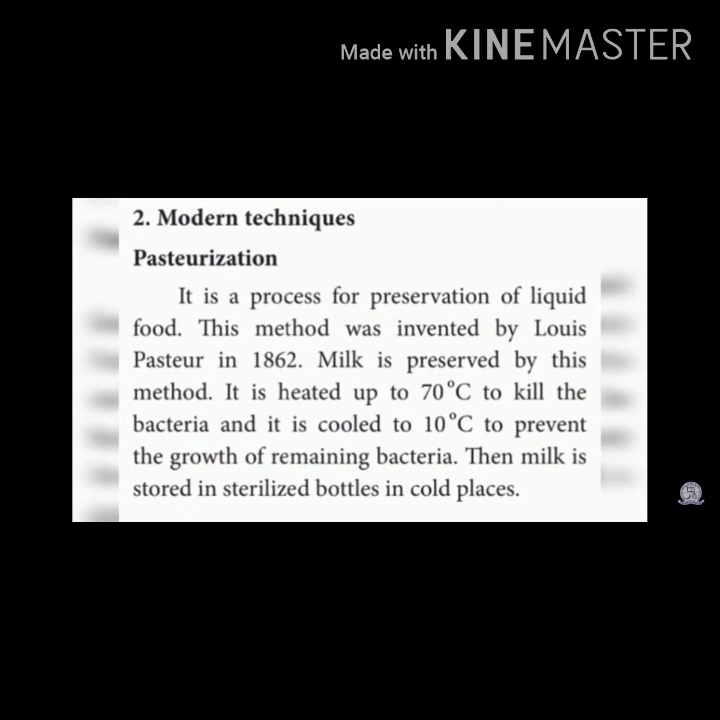 Made with KINEMASTER
2. Modern techniques
Pasteurization
It is a process for preservation of liquid
food. This method was invented by Louis
Pasteur in 1862. Milk is preserved by this
method. It is heated up to 70°C to kill the
bacteria and it is cooled to 10°C to prevent
the growth of remaining bacteria. Then milk is
stored in sterilized bottles in cold places.